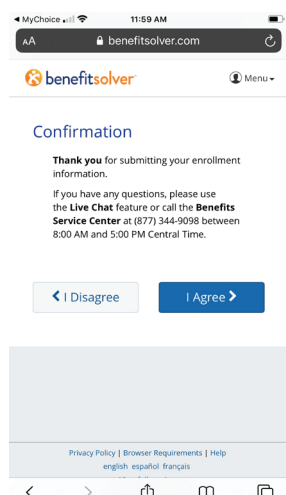 MyChoice 11:59 AM
AA benefitsolver.com
benefitsolver Menu
Confirmation
Thank you for submitting your enrollment
information.
If you have any questions, please use
the Live Chat feature or call the Benefits
Service Center at (877) 344-9098 between
8:00 AM and 5:00 PM Central Time.
I Disagree I Agree
Privacy Policy | Browser Requirements | Help
english español français